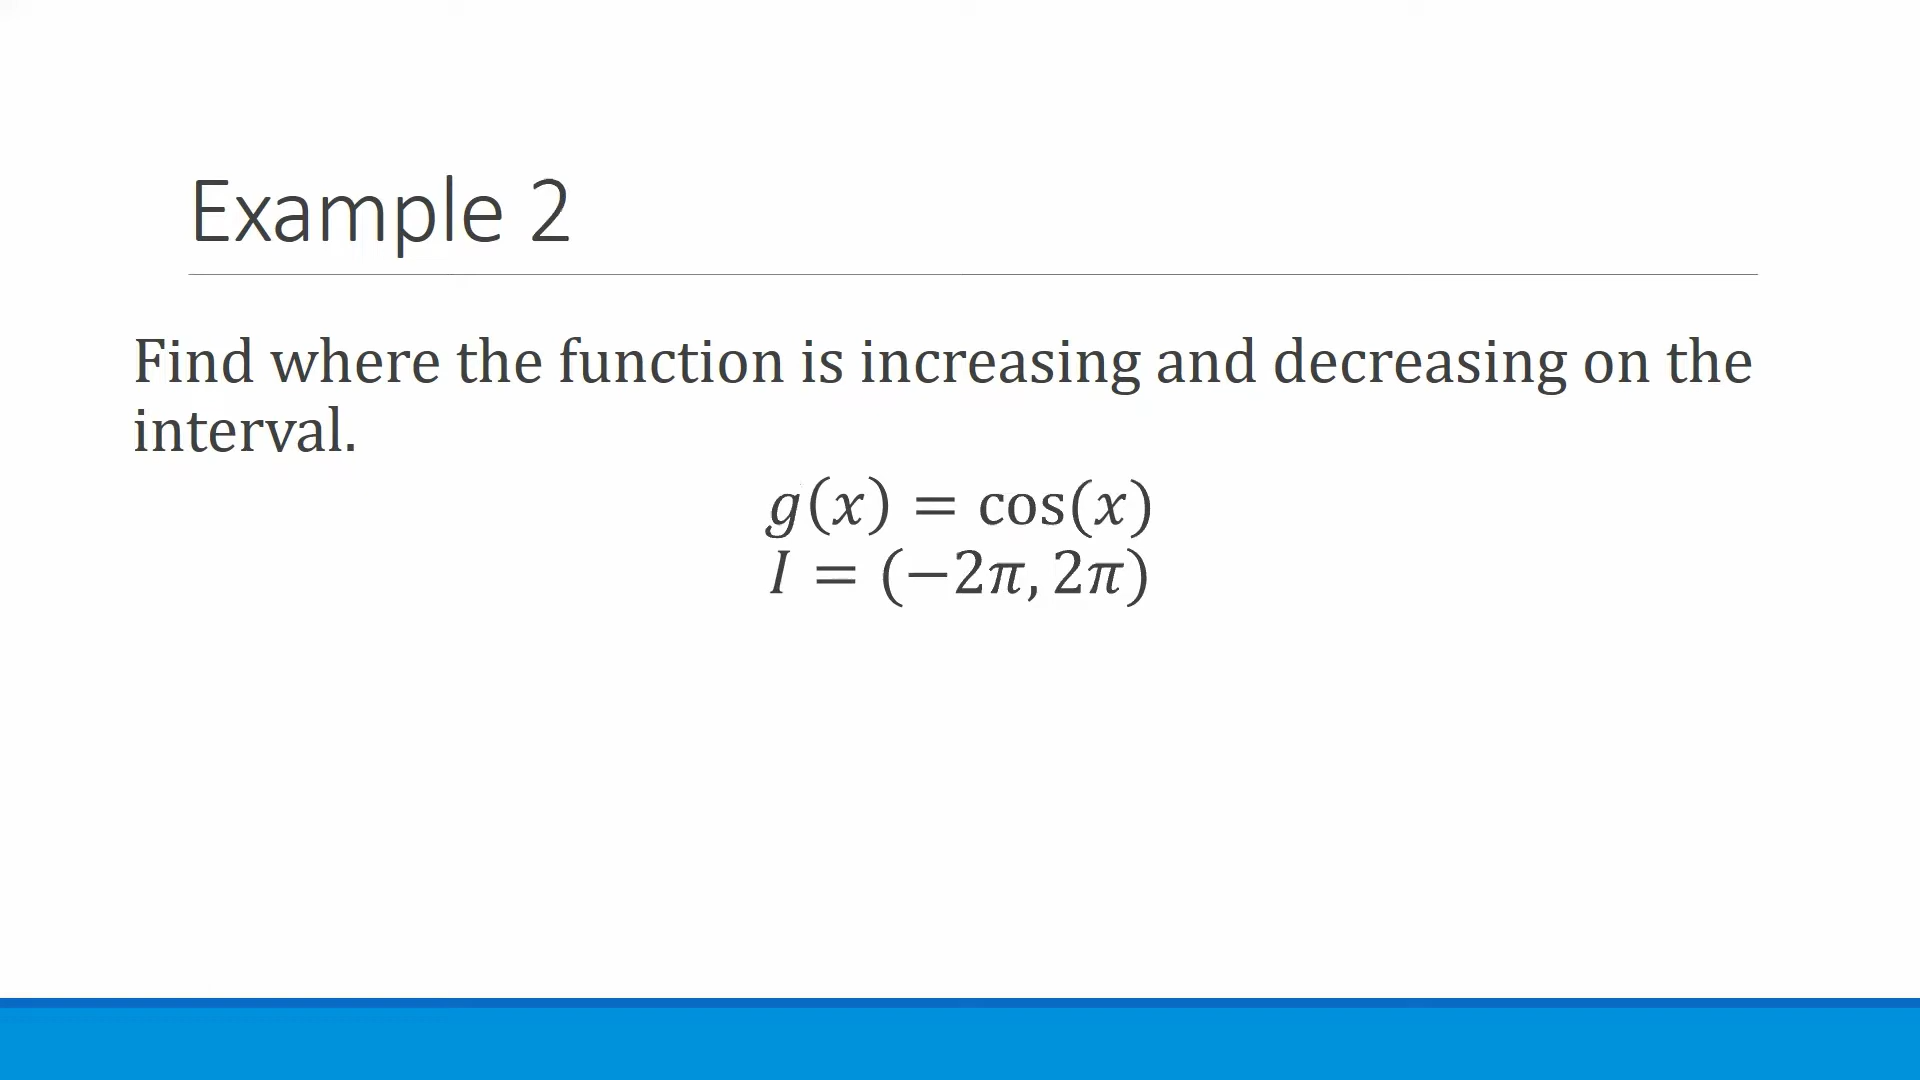 Example 2
Find where the function is increasing and decreasing on the
interval.
g(x) = cos(x)
I = (−2π, 2π)